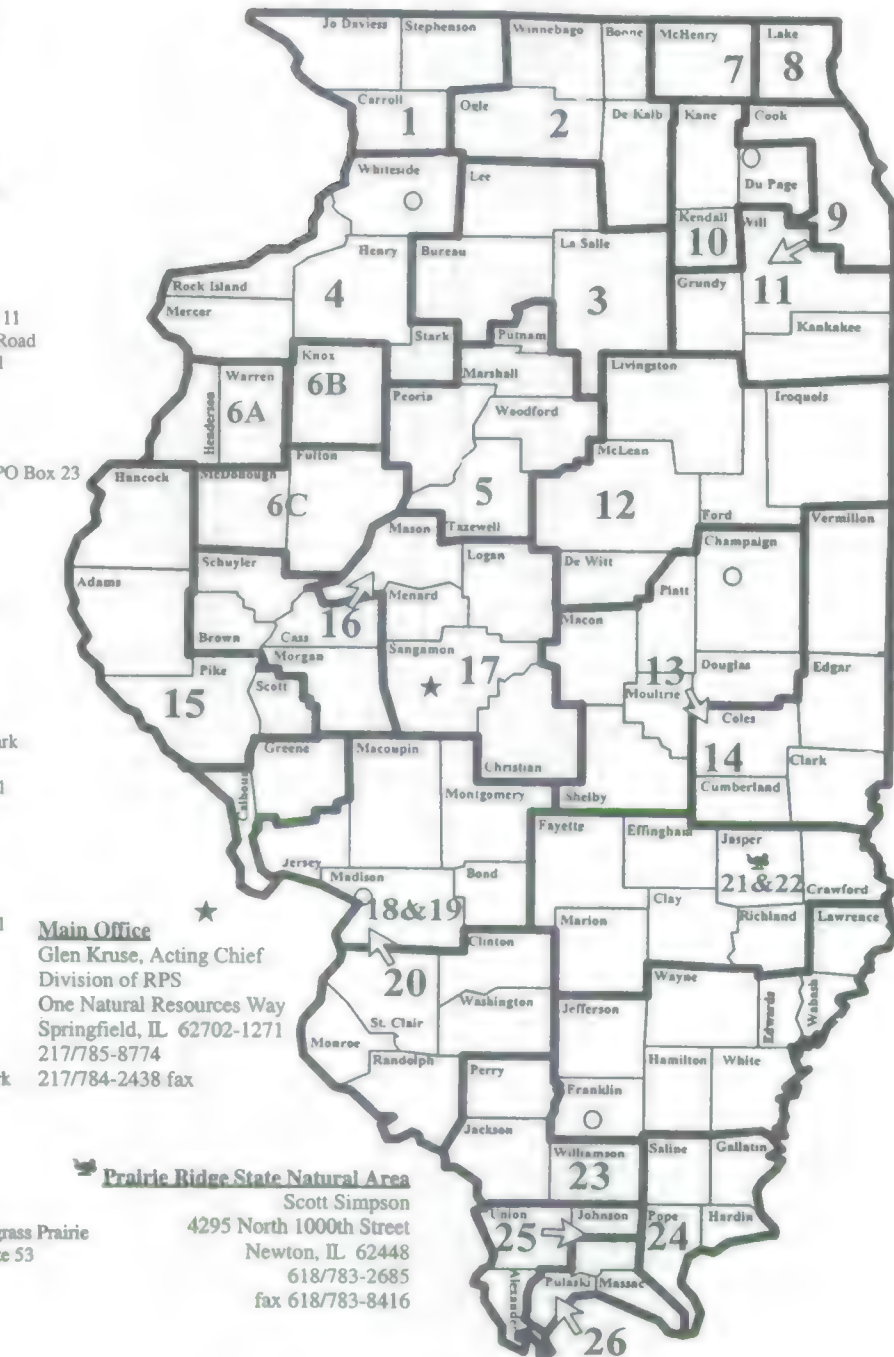 Jo Daviess Stephenson Winnebago Boone McHenry Lake
7 8
Carroll Ogle De Kalb Kane Cook
1 2
Whiteside Lee Du Page
Kendall Will 9
10
Henry Bureau La Salle
11
Rock Island 4 3 Grundy
Mercer Putnam Kankakee
Stark
11
Road
Knox Marshall Livingston
Warren 6B Peoria Iroquois
6A Woodford
Henderson
Fulton McLean
PO Box 23
Hancock McDonough 5 12
6C Tazewell Ford Vermilion
Mason Champaign
Schuyler Logan De Witt
Adams Menard Piatt
16 Macon
Brown Cass Sangamon
Pike Morgan 17 13 Douglas Edgar
15 Scott Moultrie
Coles
ark
14
Greene Macoupin Christian Clark
Calhoun Shelby Cumberland
Montgomery
Fayette Effingham Jasper
Jersey Bond 21&22 Crawford
Madison Clay
18&19 Richland Lawrence
Marion
Clinton
20 Wayne
Washington Edwards Wabash
St. Clair Jefferson
Monroe
Randolph Hamilton White
Perry
Franklin
Jackson
Williamson Saline Gallatin
23
Union Johnson Pope Hardin
25 24
Alexander Pulaski Massac
26
Main Office
Glen Kruse, Acting Chief
Division of RPS
One Natural Resources Way
Springfield, IL 62702-1271
217/785-8774
217/784-2438 fax
Prairie Ridge State Natural Area
Scott Simpson
4295 North 1000th Street
Newton, IL 62448
618/783-2685
fax 618/783-8416
grass Prairie
te 53